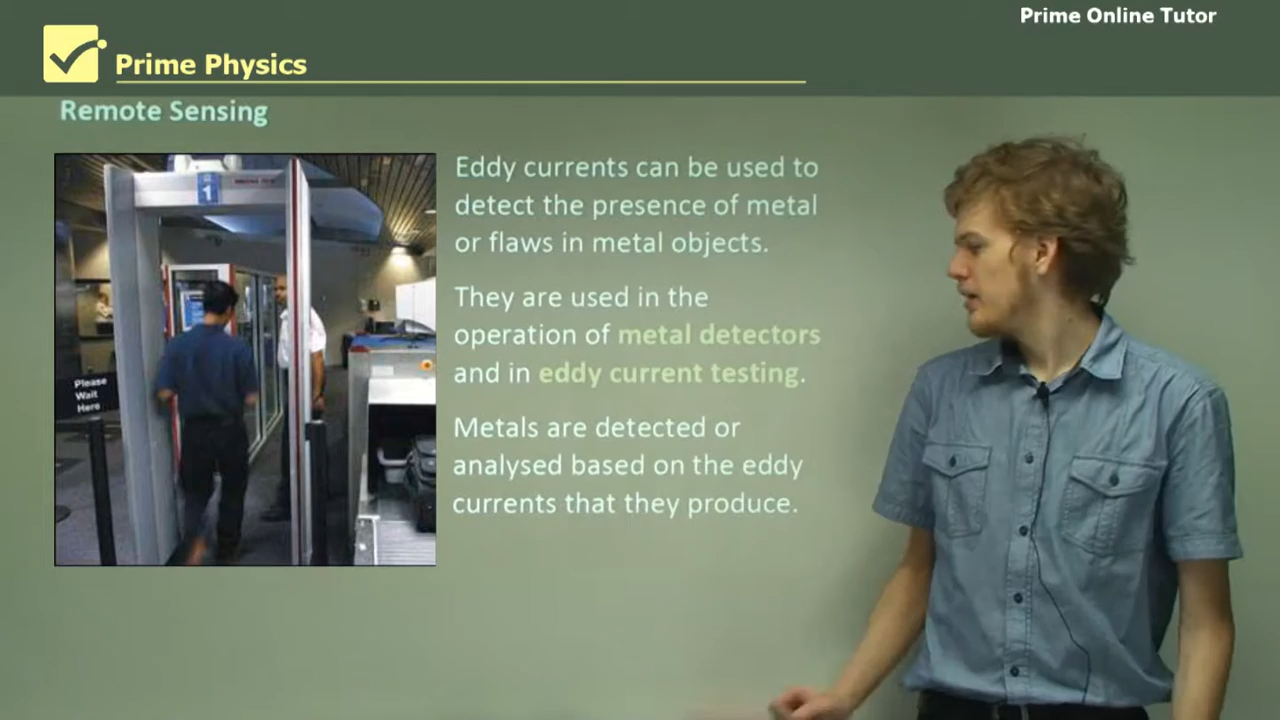 Prime Online Tutor
Prime Physics
Remote Sensing
1
Please
Wait
Here
Eddy currents can be used to
detect the presence of metal
or flaws in metal objects.
They are used in the
operation of metal detectors
and in eddy current testing.
Metals are detected or
analysed based on the eddy
currents that they produce.